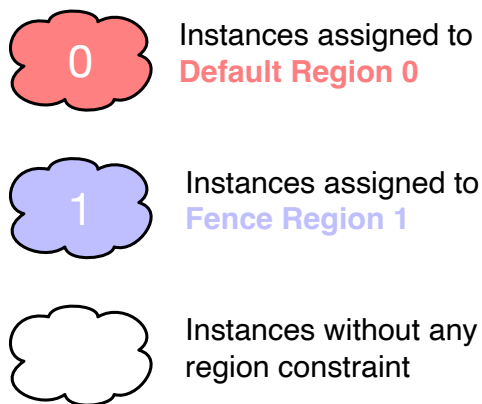 0
Instances assigned to
Default Region 0
1
Instances assigned to
Fence Region 1
Instances without any
region constraint